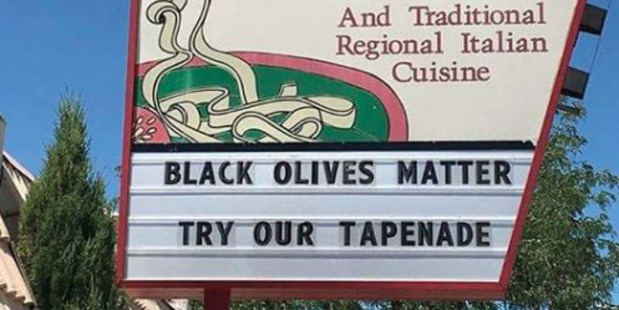 And Traditional
Regional Italian
Cuisine
BLACK OLIVES MATTER
TRY OUR TAPENADE